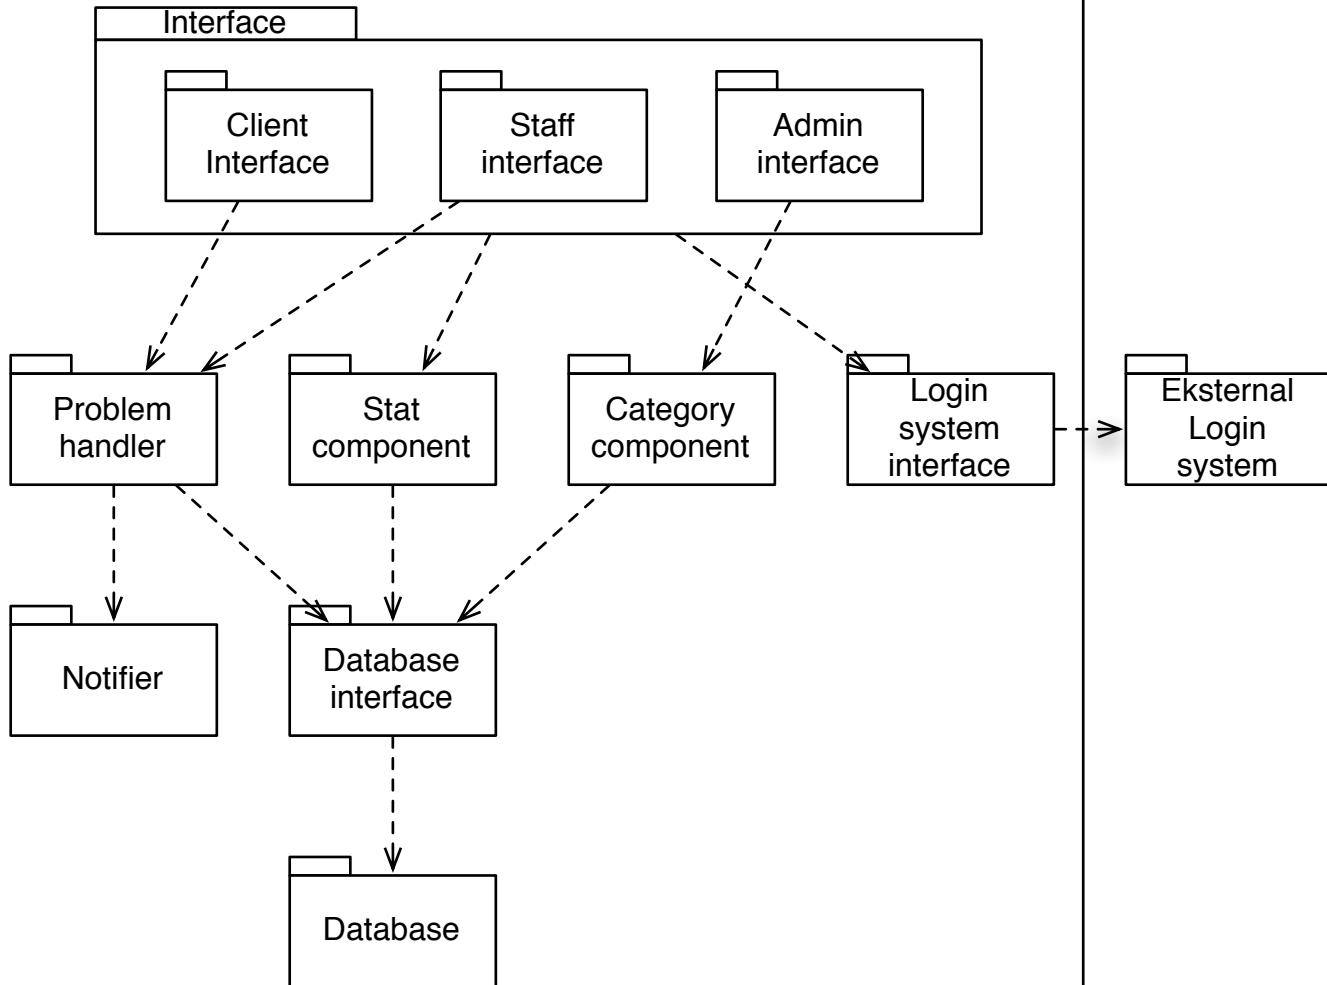 Interface
Client
Interface
Staff
interface
Admin
interface
Problem
handler
Stat
component
Category
component
Login
system
interface
Eksternal
Login
system
Notifier
Database
interface
Database